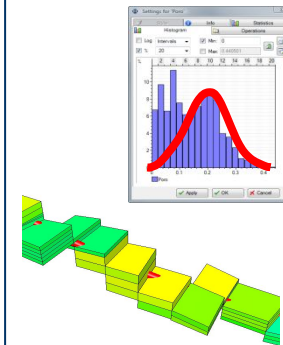 Settings for 'Poro'
Info
Statistics
Histogram
Operations
Log
Intervals
Min: 0
%
20
Max: 0.449561
% 2 4 6 8 10 12 14 16 18 20
10
8
6
4
2
0 0.1 0.2 0.3 0.4
Poro
Apply
OK
Cancel